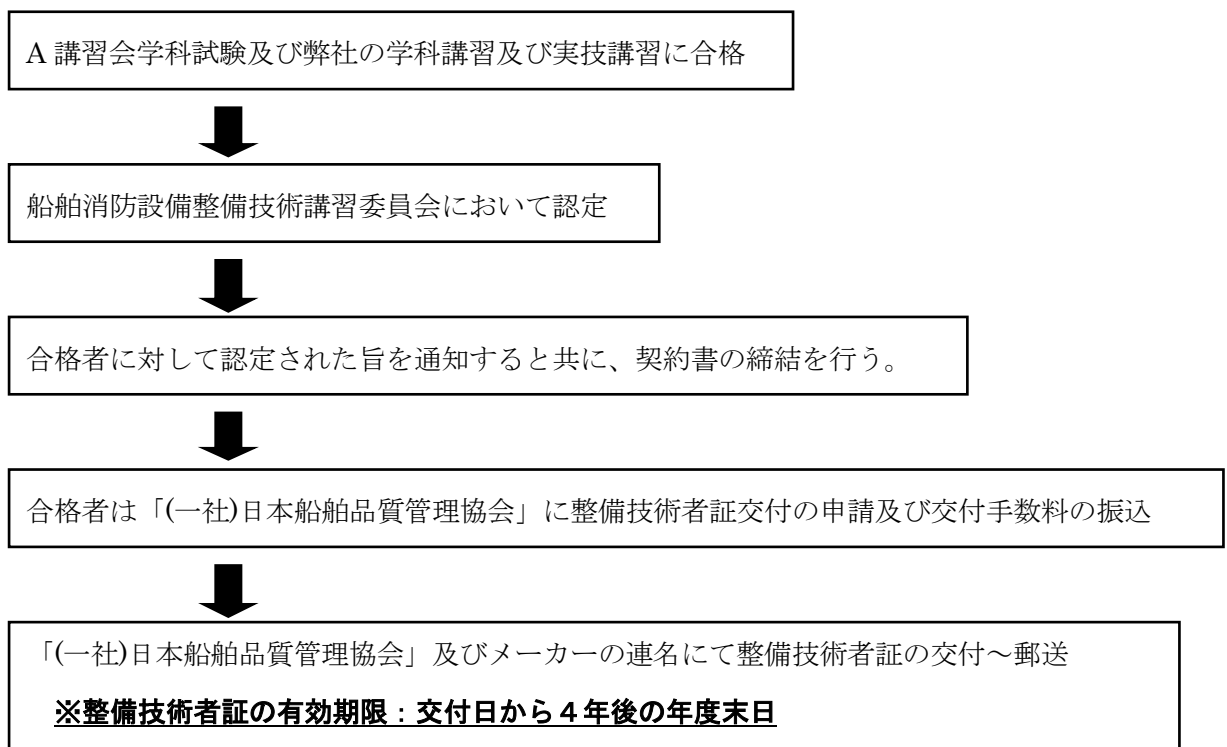 A 講習会学科試験及び弊社の学科講習及び実技講習に合格
船舶消防設備整備技術講習委員会において認定
合格者に対して認定された旨を通知すると共に、契約書の締結を行う。
合格者は「(一社)日本船舶品質管理協会」に整備技術者証交付の申請及び交付手数料の振込
「(一社)日本船舶品質管理協会」及びメーカーの連名にて整備技術者証の交付～郵送
※整備技術者証の有効期限：交付日から４年後の年度末日